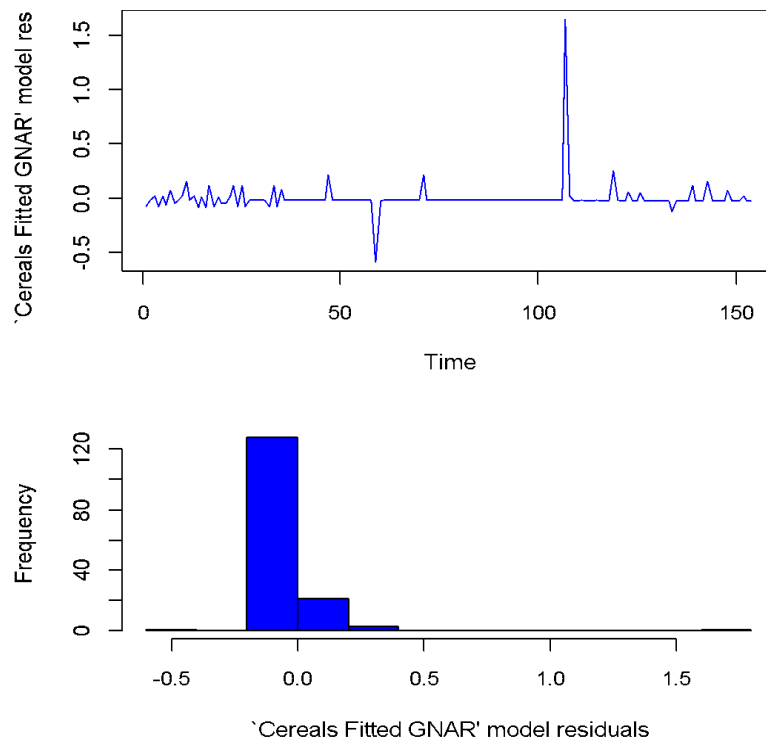 `Cereals Fitted GNAR' model res
1.5
1.0
0.5
0.0
-0.5
0 50 100 150
Time
Frequency
120
80
40
0
-0.5 0.0 0.5 1.0 1.5
`Cereals Fitted GNAR' model residuals